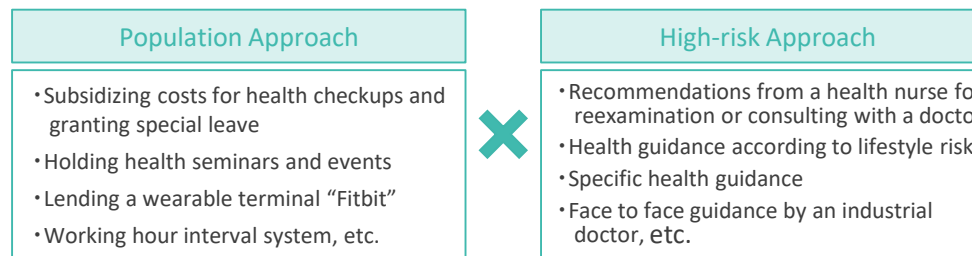 Population Approach
・Subsidizing costs for health checkups and
granting special leave
・Holding health seminars and events
・Lending a wearable terminal “Fitbit”
・Working hour interval system, etc.
High-risk Approach
・Recommendations from a health nurse fo
reexamination or consulting with a docto
・Health guidance according to lifestyle risk
・Specific health guidance
・Face to face guidance by an industrial
doctor, etc.